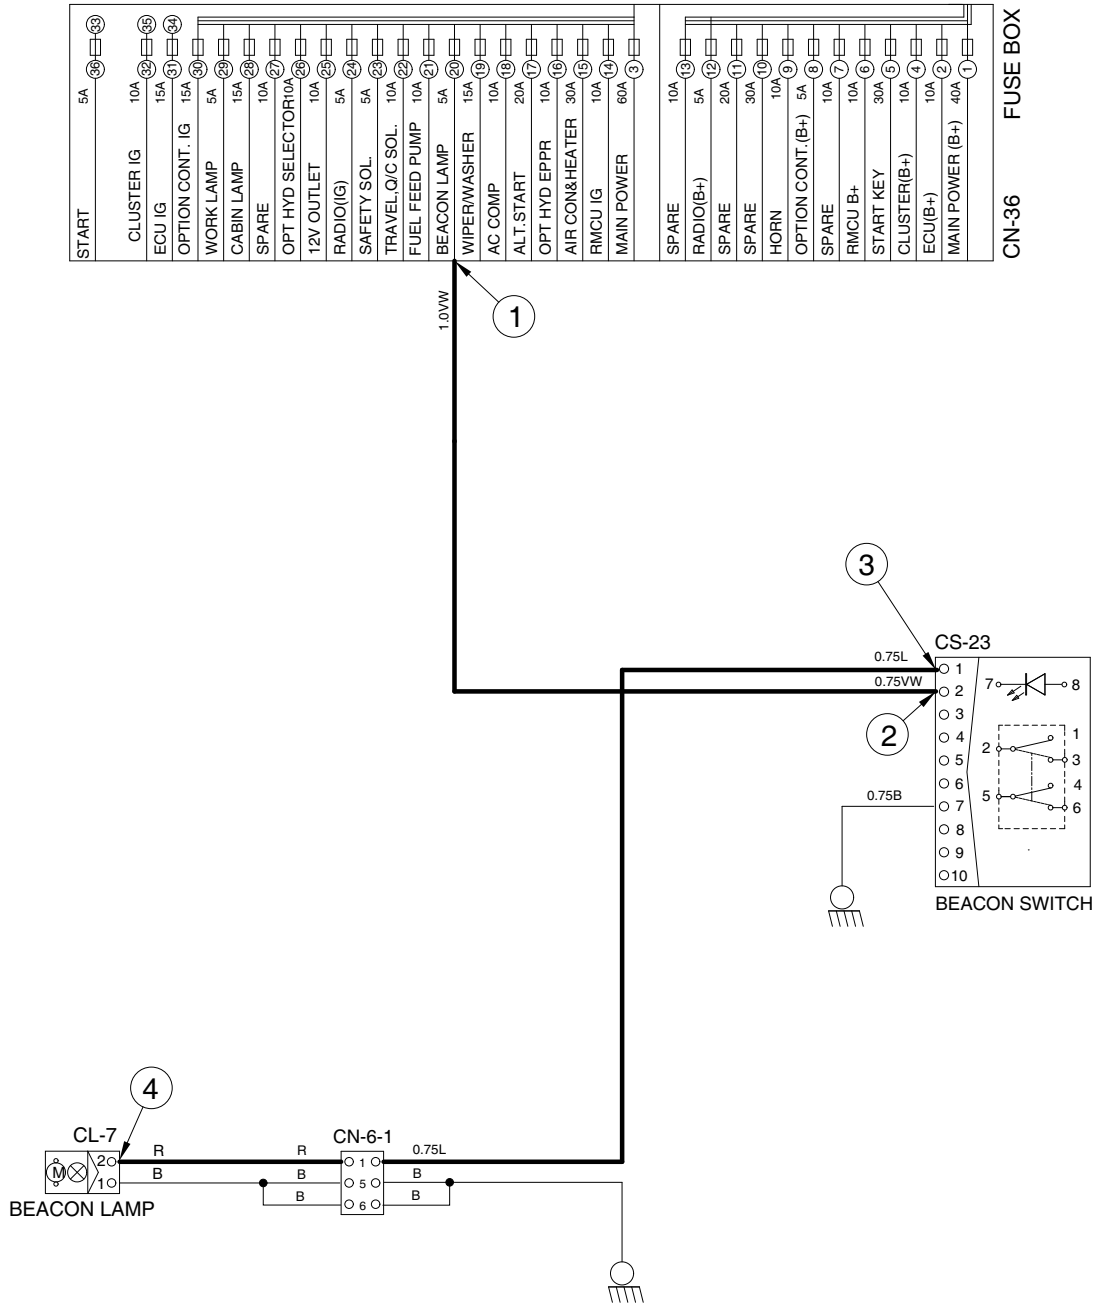 33 35 34
36 32 31 30 29 28 27 26 25 24 23 22 21 20 19 18 17 16 15 14 3 13 12 11 10 9 8 7 6 5 4 2 1
START 5A
CLUSTER IG 10A
ECU IG 15A
OPTION CONT. IG 15A
WORK LAMP 5A
CABIN LAMP 15A
SPARE 10A
OPT HYD SELECTOR 10A
12V OUTLET 10A
RADIO(IG) 5A
SAFETY SOL. 5A
TRAVEL,Q/C SOL. 10A
FUEL FEED PUMP 10A
BEACON LAMP 5A
WIPER/WASHER 15A
AC COMP 10A
ALT.START 20A
OPT HYD EPPR 10A
AIR CON&HEATER 30A
RMCU IG 10A
MAIN POWER 60A
SPARE 10A
RADIO(B+) 5A
SPARE 20A
SPARE 30A
HORN 10A
OPTION CONT.(B+) 5A
SPARE 10A
RMCU B+ 10A
START KEY 30A
CLUSTER(B+) 10A
ECU(B+) 10A
MAIN POWER (B+) 40A
CN-36 FUSE BOX
1.0VW
1
3
CS-23
0.75L
0.75VW
2
1
2
3
4
5
6
7
8
9
10
7 8
2 1
3
5 4
6
0.75B
BEACON SWITCH
4
CL-7
CN-6-1
M 2 R R 1 0.75L
1 B B 5 B
B 6 B
BEACON LAMP